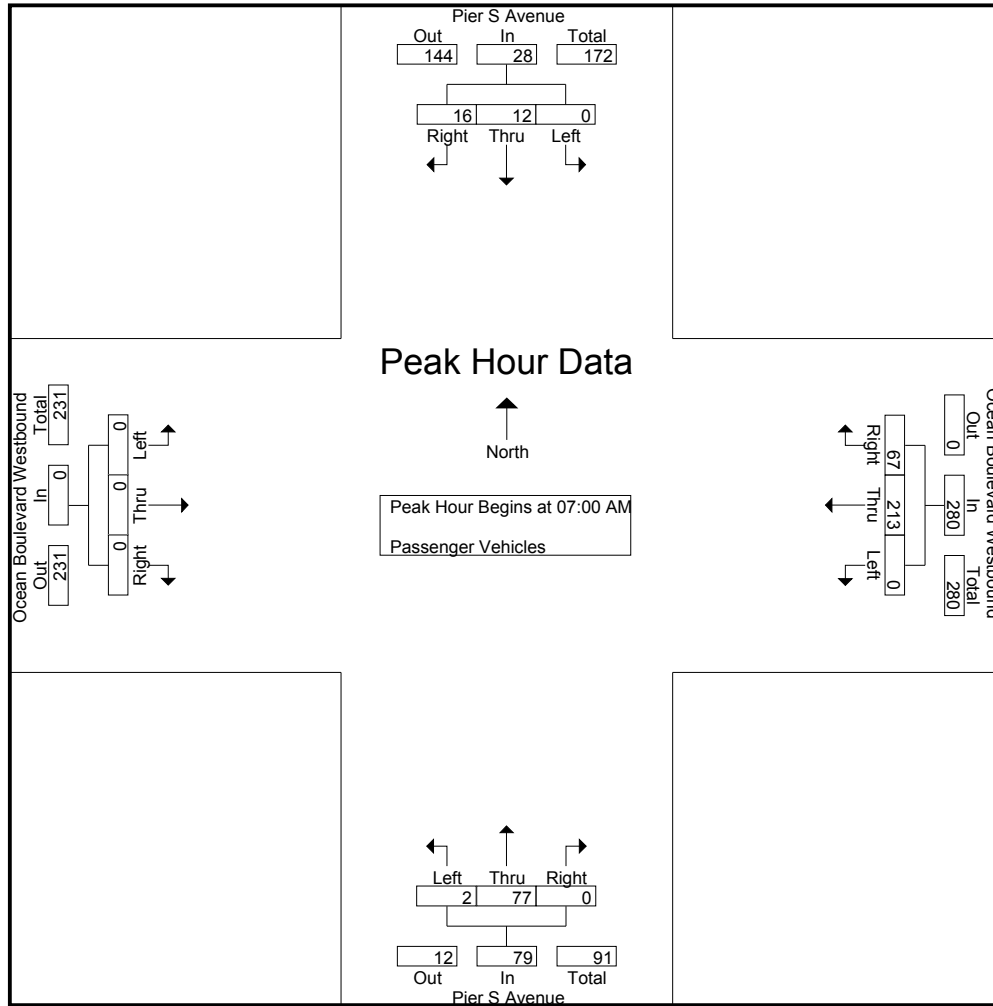 Pier S Avenue
Out In Total
144 28 172
16 12 0
Right Thru Left
Peak Hour Data
North
Peak Hour Begins at 07:00 AM
Passenger Vehicles
Ocean Boulevard Westbound
Total In Out
231 0 231
0 0 0
Left Thru Right
Ocean Boulevard Westbound
Out In Total
0 280 280
67 213 0
Right Thru Left
Left Thru Right
2 77 0
12 79 91
Out In Total
Pier S Avenue